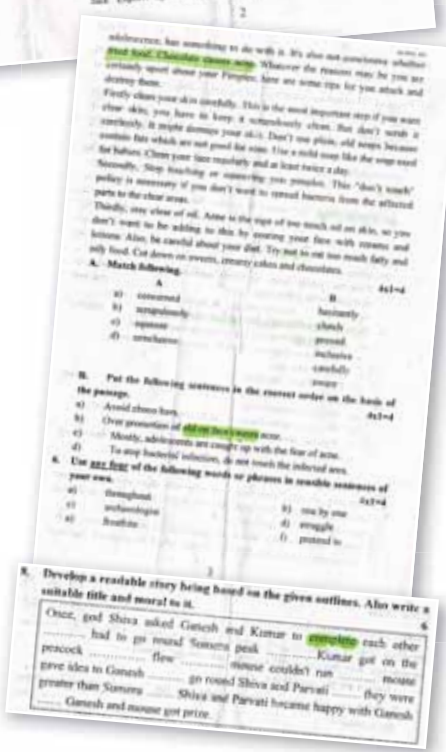 2
adolescence, has something to do with it. It's also not conclusive whether
fried food. Chocolate causes acne. Whatever the reasons may be you are
certainly upset about your Pimples, here are some tips for you attack and
destroy them.
Firstly clean your skin carefully. This is the most important step if you want
clear skin, you have to keep it scrupulously clean. But don't scrub it
carelessly. It might damage your skin. Don't use plain, old soaps because
contain fats which are not good for acne. Use a mild soap like the soap used
for babies. Clean your face regularly and at least twice a day.
Secondly, Stop touching or squeezing you pimples. This "don't touch"
policy is necessary if you don't want to spread bacteria from the affected
parts to the clear areas.
Thirdly, stay clear of oil. Acne is the sign of too much oil on skin, so you
don't want to be adding to this by smearing your face with creams and
lotions. Also, be careful about your diet. Try not to eat too much fatty and
oily food. Cut down on sweets, creamy cakes and chocolates.
A. Match following. 4x1=4
A B
a) concerned hesitantly
b) scrupulously clutch
c) squeeze pressed
d) conclusive inclusive
carefully
aware
B. Put the following sentences in the correct order on the basis of
the passage. 4x1=4
a) Avoid
b) Over promotion of oil on face causes acne.
c) Mostly, adolescents are caught up with the fear of acne.
d) To stop bacterial infection, do not touch the infected area.
6. Use any four of the following words or phrases in sensible sentences of
your own. 4x1=4
a) throughout b) one by one
c) archaeologist d) struggle
e) frostbite f) pretend to
3
8. Develop a readable story being based on the given outlines. Also write a
suitable title and moral to it. 6
Once, god Shiva asked Ganesh and Kumar to complete each other
............ had to go round Sumeru peak ............ Kumar got on the
peacock ............ flew ............ mouse couldn't run ............ mouse
gave idea to Ganesh ............ go round Shiva and Parvati ............ they were
greater than Sumeru ............ Shiva and Parvati became happy with Ganesh
............ Ganesh and mouse got prize.